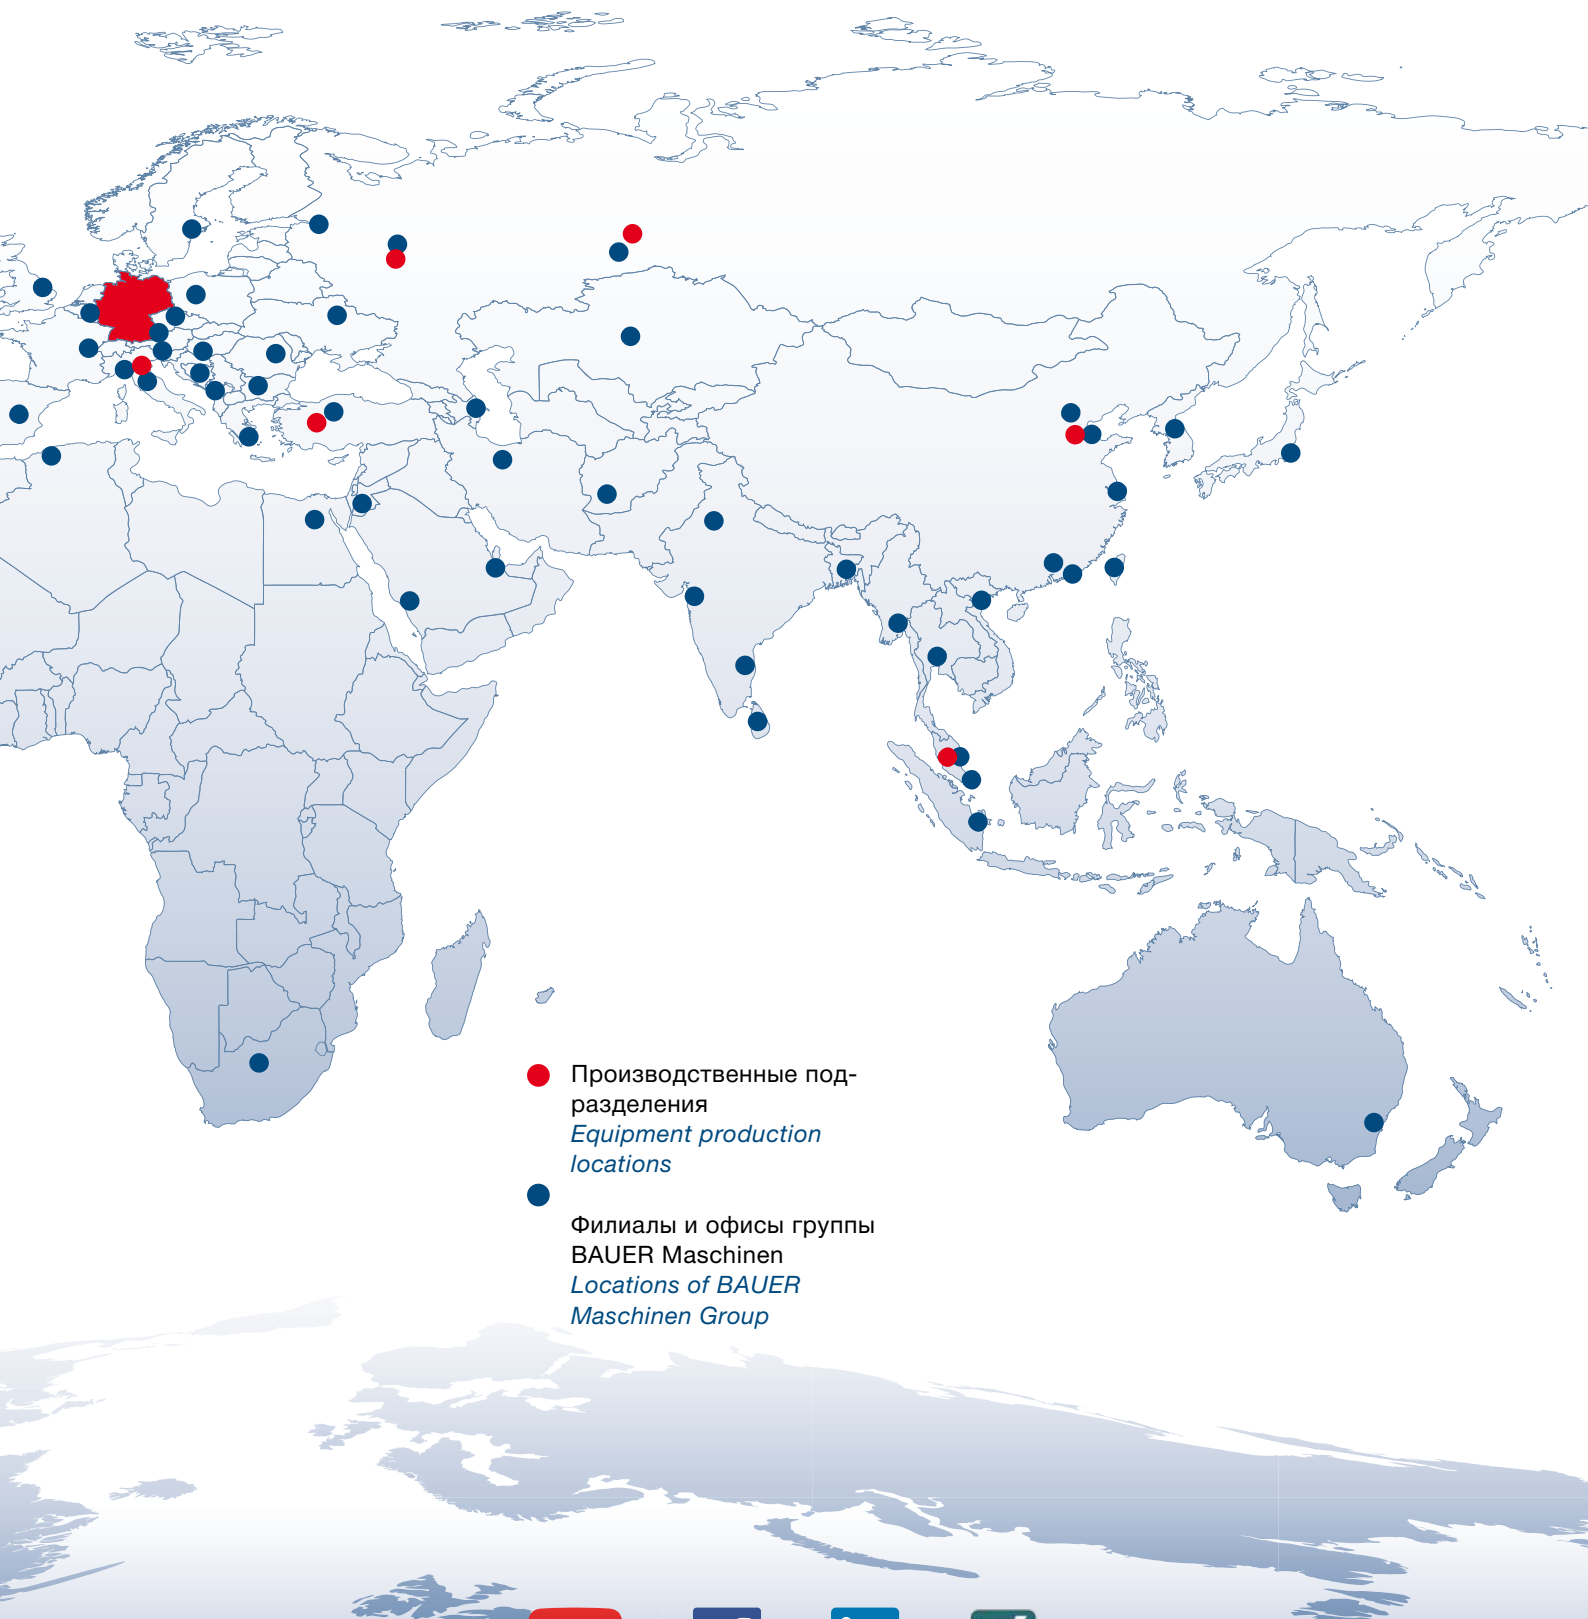 Производственные под-
разделения
Equipment production
locations
Филиалы и офисы группы
BAUER Maschinen
Locations of BAUER
Maschinen Group